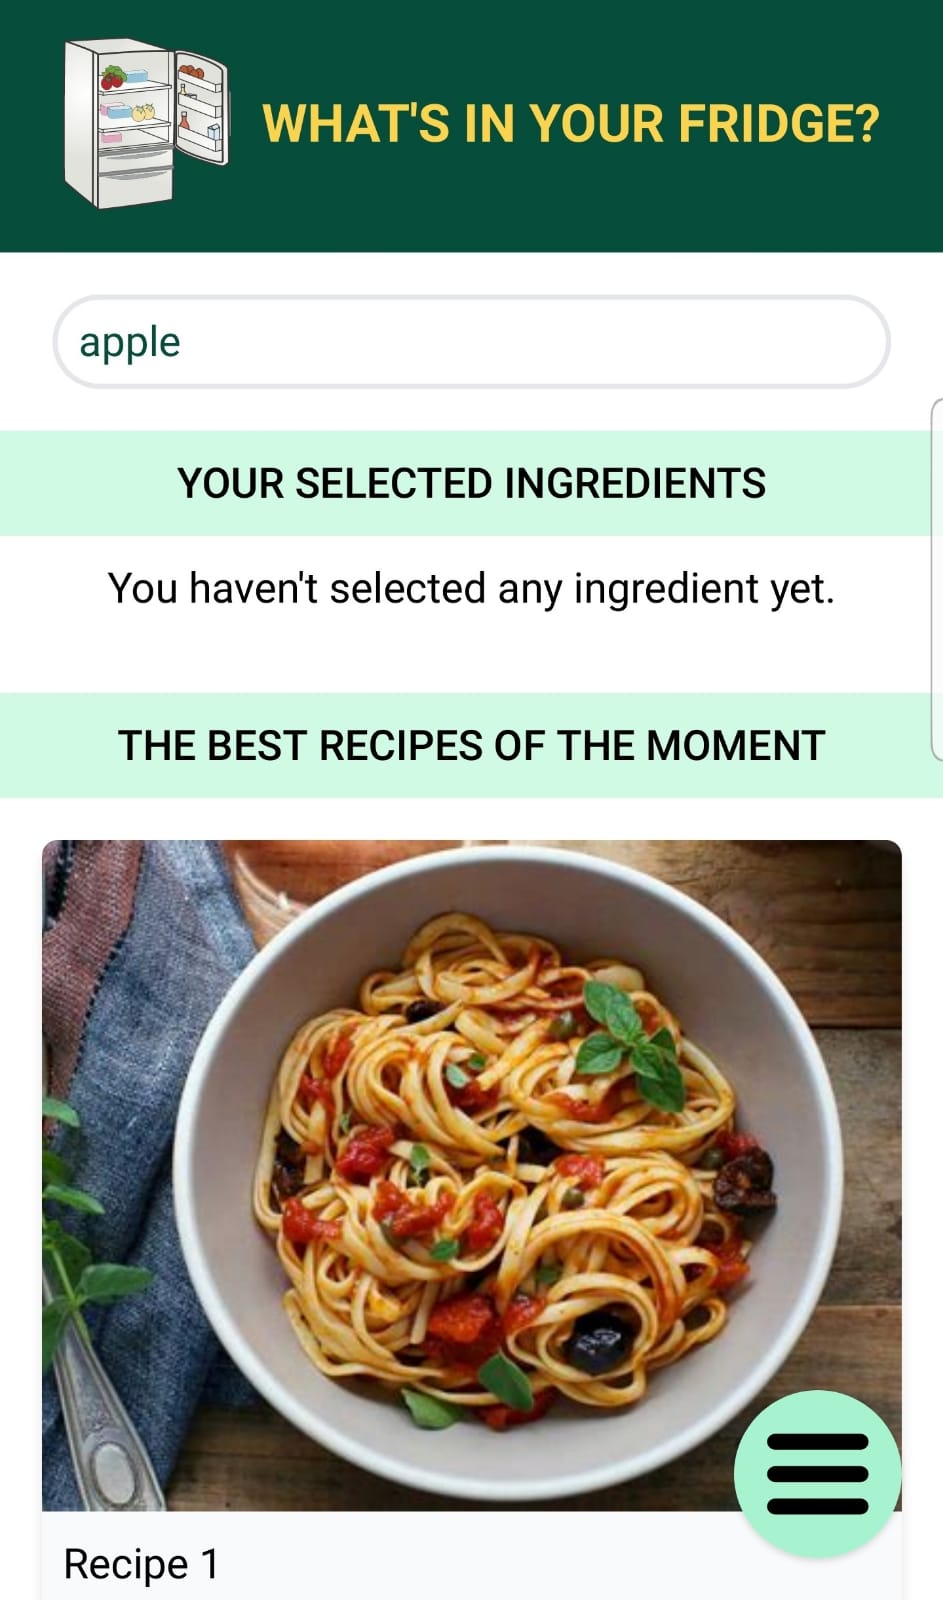 WHAT'S IN YOUR FRIDGE?
apple
YOUR SELECTED INGREDIENTS
You haven't selected any ingredient yet.
THE BEST RECIPES OF THE MOMENT
Recipe 1